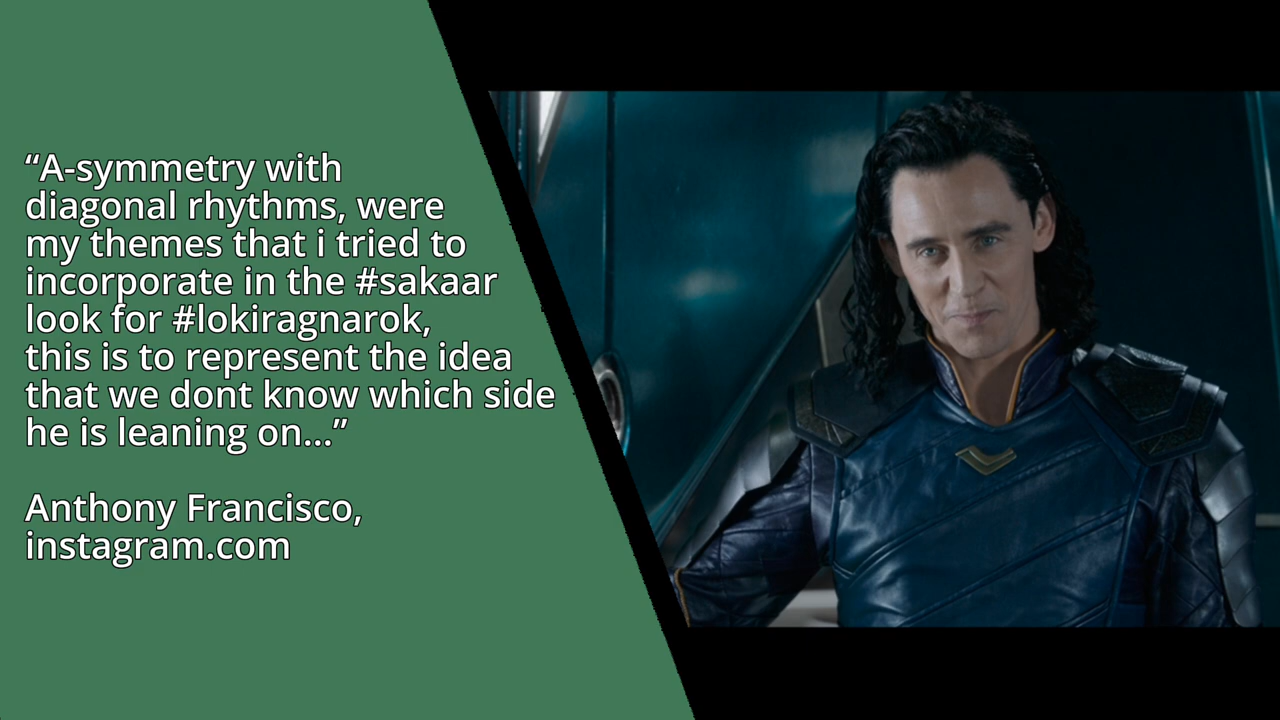 “A-symmetry with
diagonal rhythms, were
my themes that i tried to
incorporate in the #sakaar
look for #lokiragnarok,
this is to represent the idea
that we dont know which side
he is leaning on...”
Anthony Francisco,
instagram.com